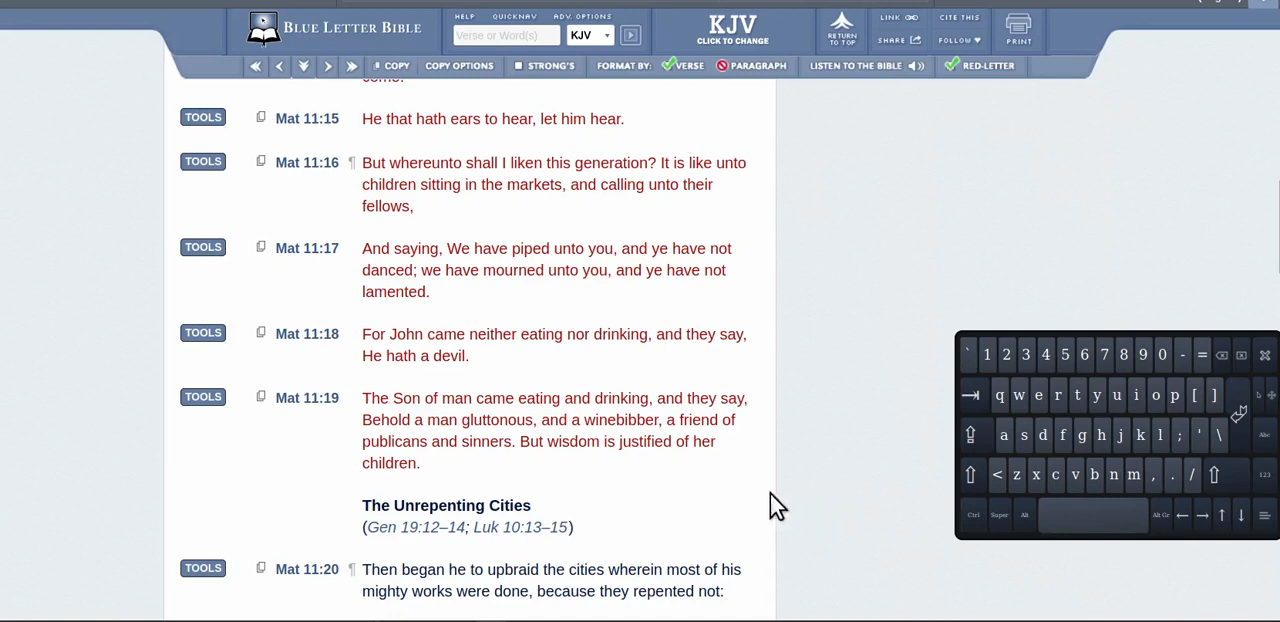 HELP QUICKNAV ADV. OPTIONS
BLUE LETTER BIBLE
Verse or Word(s) KJV
KJV
CLICK TO CHANGE
RETURN
TO TOP
LINK
CITE THIS
SHARE
FOLLOW
PRINT
COPY COPY OPTIONS STRONG'S FORMAT BY: VERSE PARAGRAPH LISTEN TO THE BIBLE RED-LETTER
TOOLS Mat 11:15 He that hath ears to hear, let him hear.
TOOLS Mat 11:16 ¶ But whereunto shall I liken this generation? It is like unto
children sitting in the markets, and calling unto their
fellows,
TOOLS Mat 11:17 And saying, We have piped unto you, and ye have not
danced; we have mourned unto you, and ye have not
lamented.
TOOLS Mat 11:18 For John came neither eating nor drinking, and they say,
He hath a devil.
TOOLS Mat 11:19 The Son of man came eating and drinking, and they say,
Behold a man gluttonous, and a winebibber, a friend of
publicans and sinners. But wisdom is justified of her
children.
The Unrepenting Cities
(Gen 19:12–14; Luk 10:13–15)
TOOLS Mat 11:20 ¶ Then began he to upbraid the cities wherein most of his
mighty works were done, because they repented not:
` 1 2 3 4 5 6 7 8 9 0 - =
q w e r t y u i o p [ ]
a s d f g h j k l ; ' \ Abc
< z x c v b n m , . / 123
Ctrl Super Alt Alt Gr